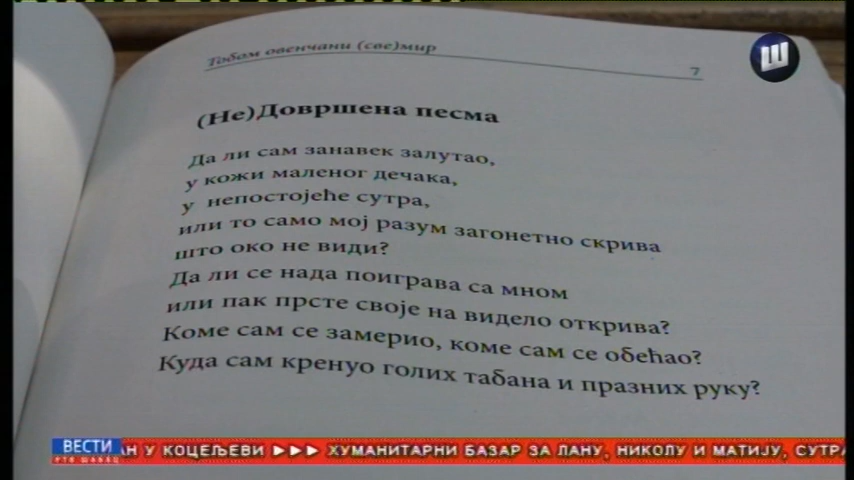 Тобом овенчани (све)мир
7
Ш
(Не)Довршена песма
Да ли сам занавек залутао,
у кожи маленог дечака,
у непостојеће сутра,
или то само мој разум загонетно скрива
што око не види?
Да ли се нада поиграва са мном
или пак прсте своје на видело открива?
Коме сам се замерио, коме сам се обећао?
Куда сам кренуо голих табана и празних руку?
ВЕСТИ
РТВ ШАБАЦ
АН У КОЦЕЉЕВИ ►►► ХУМАНИТАРНИ БАЗАР ЗА ЛАНУ, НИКОЛУ И МАТИЈУ, СУТРА